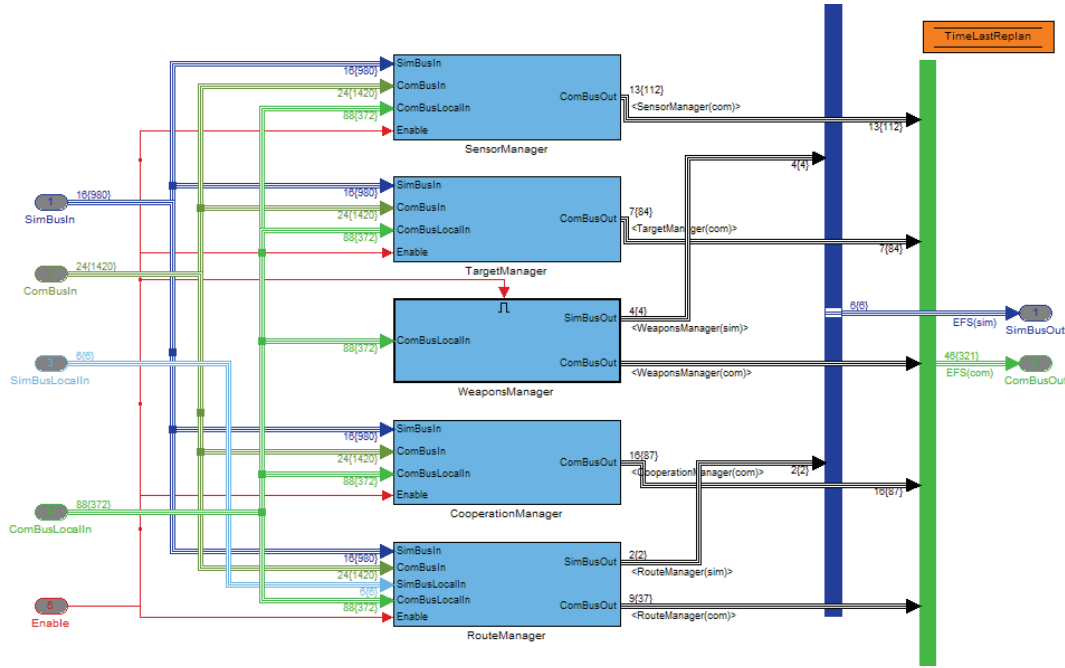 TimeLastReplan
SimBusIn
16{980}
ComBusIn
24{1420}
ComBusLocalIn
88{372}
Enable
ComBusOut
13{112}
<SensorManager(com)>
13{112}
SensorManager
4{4}
1
16{980}
SimBusIn
SimBusIn
16{980}
ComBusIn
24{1420}
ComBusLocalIn
88{372}
Enable
ComBusOut
7{84}
<TargetManager(com)>
7{84}
TargetManager
24{1420}
ComBusIn
ComBusLocalIn
88{372}
SimBusOut
4{4}
<WeaponsManager(sim)>
ComBusOut
<WeaponsManager(com)>
WeaponsManager
6{6}
EFS(sim)
1
SimBusOut
46{321}
EFS(com)
ComBusOut
3
6{6}
SimBusLocalIn
SimBusIn
16{980}
ComBusIn
24{1420}
ComBusLocalIn
88{372}
Enable
ComBusOut
16{87}
<CooperationManager(com)>
2{2}
16{87}
CooperationManager
88{372}
ComBusLocalIn
SimBusIn
16{980}
ComBusIn
24{1420}
SimBusLocalIn
6{6}
ComBusLocalIn
88{372}
Enable
SimBusOut
2{2}
<RouteManager(sim)>
ComBusOut
9{37}
<RouteManager(com)>
RouteManager
5
Enable